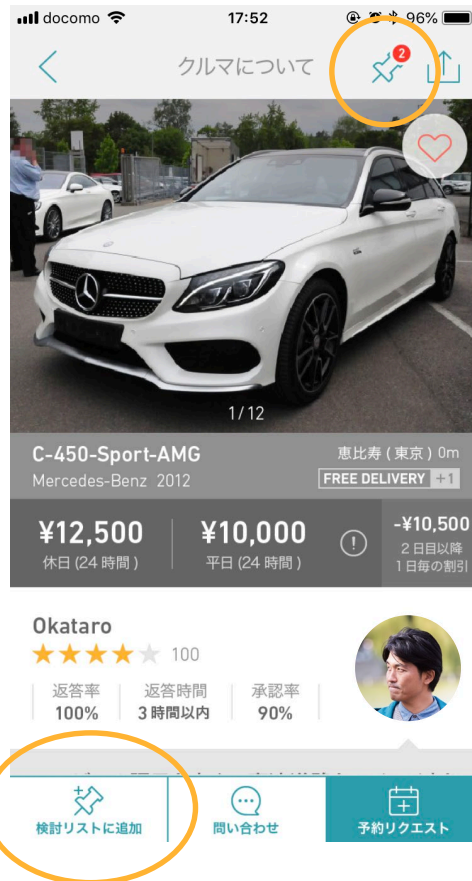 docomo 17:52 96%
クルマについて 2
1/12
C-450-Sport-AMG 恵比寿 ( 東京 ) 0m
Mercedes-Benz 2012 FREE DELIVERY +1
¥12,500 ¥10,000 -¥10,500
休日 (24 時間 ) 平日 (24 時間 ) 2 日目以降
1 日毎の割引
Okataro
100
返答率 返答時間 承認率
100% 3 時間以内 90%
検討リストに追加 問い合わせ 予約リクエスト